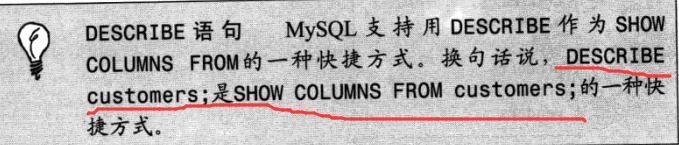 DESCRIBE语句 MySQL支持用DESCRIBE作为SHOW
COLUMNS FROM的一种快捷方式。换句话说，DESCRIBE
customers;是SHOW COLUMNS FROM customers;的一种快
捷方式。